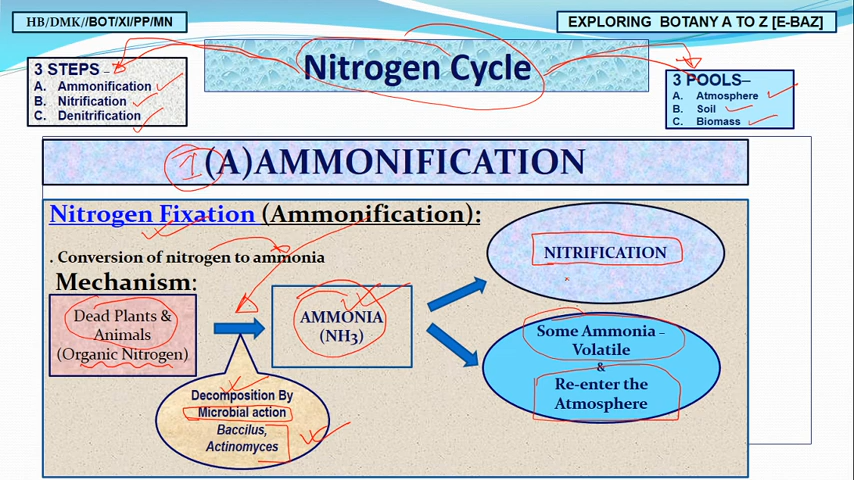 HB/DMK//BOT/XI/PP/MN
EXPLORING BOTANY A TO Z [E-BAZ]
Nitrogen Cycle
3 STEPS –
A. Ammonification
B. Nitrification
C. Denitrification
3 POOLS–
A. Atmosphere
B. Soil
C. Biomass
1 (A)AMMONIFICATION
Nitrogen Fixation (Ammonification):
. Conversion of nitrogen to ammonia
Mechanism:
Dead Plants &
Animals
(Organic Nitrogen)
AMMONIA
(NH3)
NITRIFICATION
Some Ammonia –
Volatile
&
Re-enter the
Atmosphere
Decomposition By
Microbial action
Baccilus,
Actinomyces